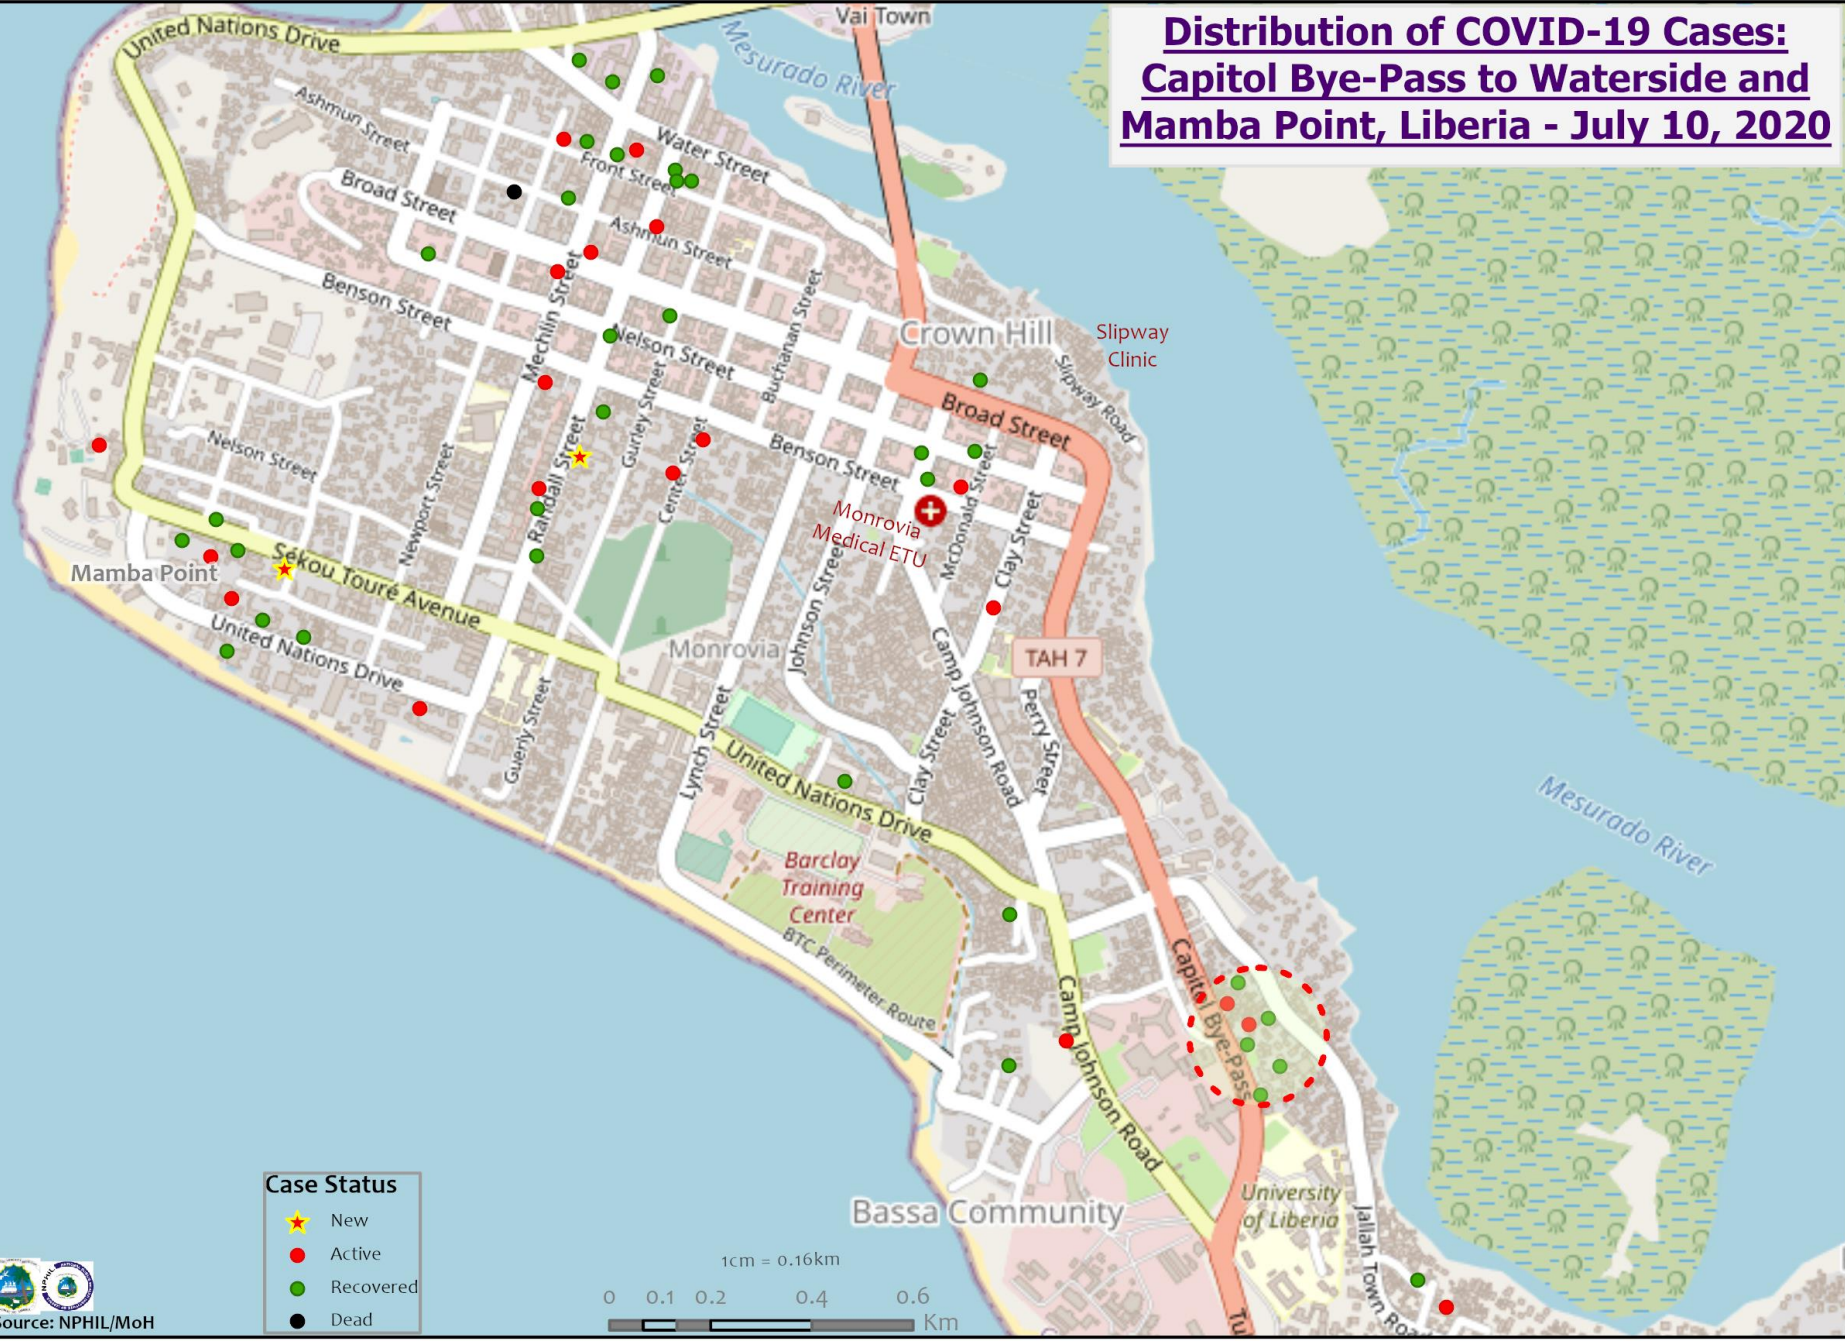 Distribution of COVID-19 Cases:
Capitol Bye-Pass to Waterside and
Mamba Point, Liberia - July 10, 2020
Vai Town
United Nations Drive
Mesurado River
Ashmun Street
Water Street
Front Street
Broad Street
Ashmun Street
Benson Street
Mechlin Street
Buchanan Street
Crown Hill
Slipway
Clinic
Nelson Street
Slipway Road
Gurley Street
Broad Street
Nelson Street
Newport Street
Randall Street
Center Street
Benson Street
Monrovia
Medical ETU
McDonald Street
Clay Street
Mamba Point
Sékou Touré Avenue
United Nations Drive
Monrovia
Johnson Street
Camp Johnson Road
TAH 7
Perry Street
Guerly Street
Lynch Street
United Nations Drive
Clay Street
Mesurado River
Barclay
Training
Center
BTC Perimeter Route
Capitol Bye-Pass
Camp Johnson Road
University
of Liberia
Bassa Community
Jallah Town Road
Tu
Case Status
New
Active
Recovered
Dead
1cm = 0.16km
0 0.1 0.2 0.4 0.6
Km
NPHIL
Source: NPHIL/MoH